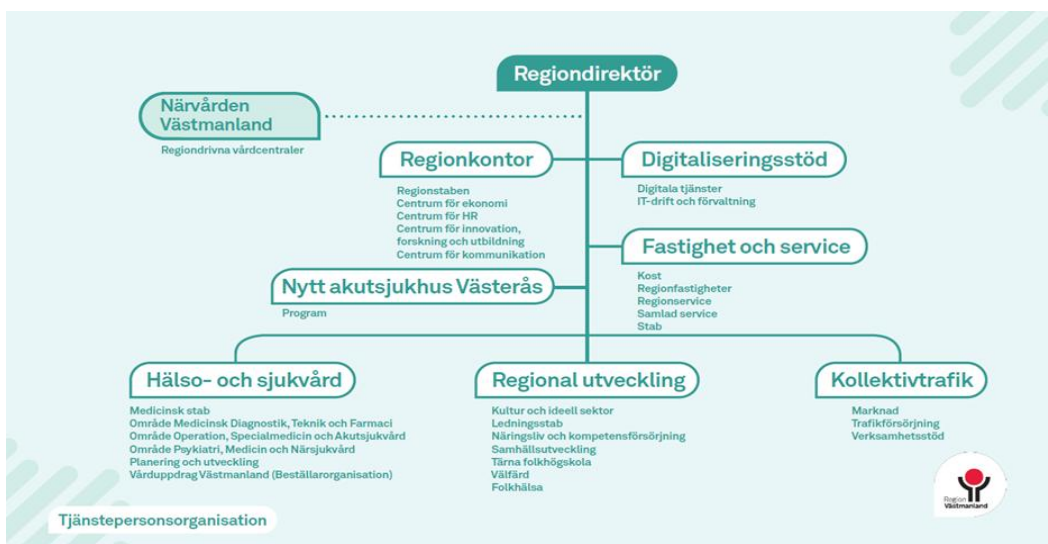 Regiondirektör
Närvården
Västmanland
Regiondrivna vårdcentraler
Regionkontor
Regionstaben
Centrum för ekonomi
Centrum för HR
Centrum för innovation,
forskning och utbildning
Centrum för kommunikation
Digitaliseringsstöd
Digitala tjänster
IT-drift och förvaltning
Fastighet och service
Kost
Regionfastigheter
Regionservice
Samlad service
Stab
Nytt akutsjukhus Västerås
Program
Hälso- och sjukvård
Medicinsk stab
Område Medicinsk Diagnostik, Teknik och Farmaci
Område Operation, Specialmedicin och Akutsjukvård
Område Psykiatri, Medicin och Närsjukvård
Planering och utveckling
Vårduppdrag Västmanland (Beställarorganisation)
Regional utveckling
Kultur och ideell sektor
Ledningsstab
Näringsliv och kompetensförsörjning
Samhällsutveckling
Tärna folkhögskola
Välfärd
Folkhälsa
Kollektivtrafik
Marknad
Trafikförsörjning
Verksamhetsstöd
Tjänstepersonsorganisation
Region
Västmanland